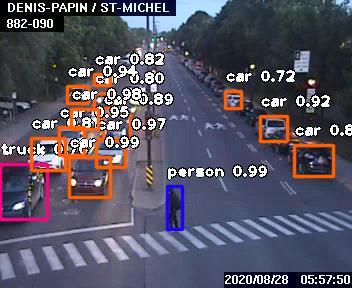 DENIS-PAPIN / ST-MICHEL
882-090
car 0.82
car 0.94
car 0.80
car 0.72
car 0.98
0.89
car 0.92
car 0.95
car 0.97
car 0.99
truck
person 0.99
2020/08/28 05:57:50